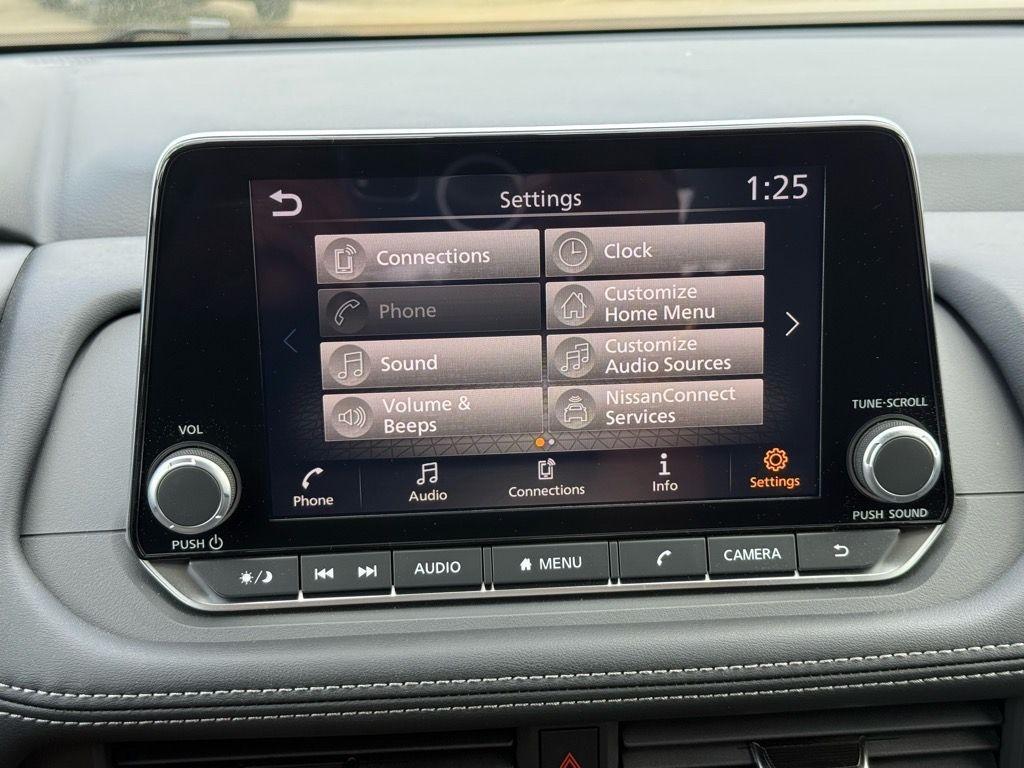 Settings
1:25
Connections
Clock
Phone
Customize
Home Menu
Sound
Customize
Audio Sources
Volume &
Beeps
NissanConnect
Services
Phone
Audio
Connections
Info
Settings
VOL
PUSH
TUNE·SCROLL
PUSH SOUND
AUDIO
MENU
CAMERA